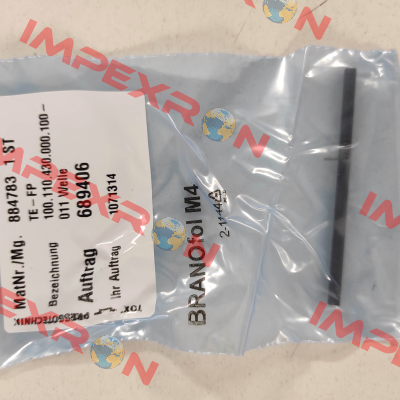 IMPEXRON
MatNr./Mg. 884783 1 ST
Bezeichnung TE-FP
100.110.430.000.100-
011 Welle
Auftrag 689406
Ihr Auftrag 1071314
TOX
PRESSOTECHNIK
BRANOfol M4
IMPEXRON
IMPEXRON